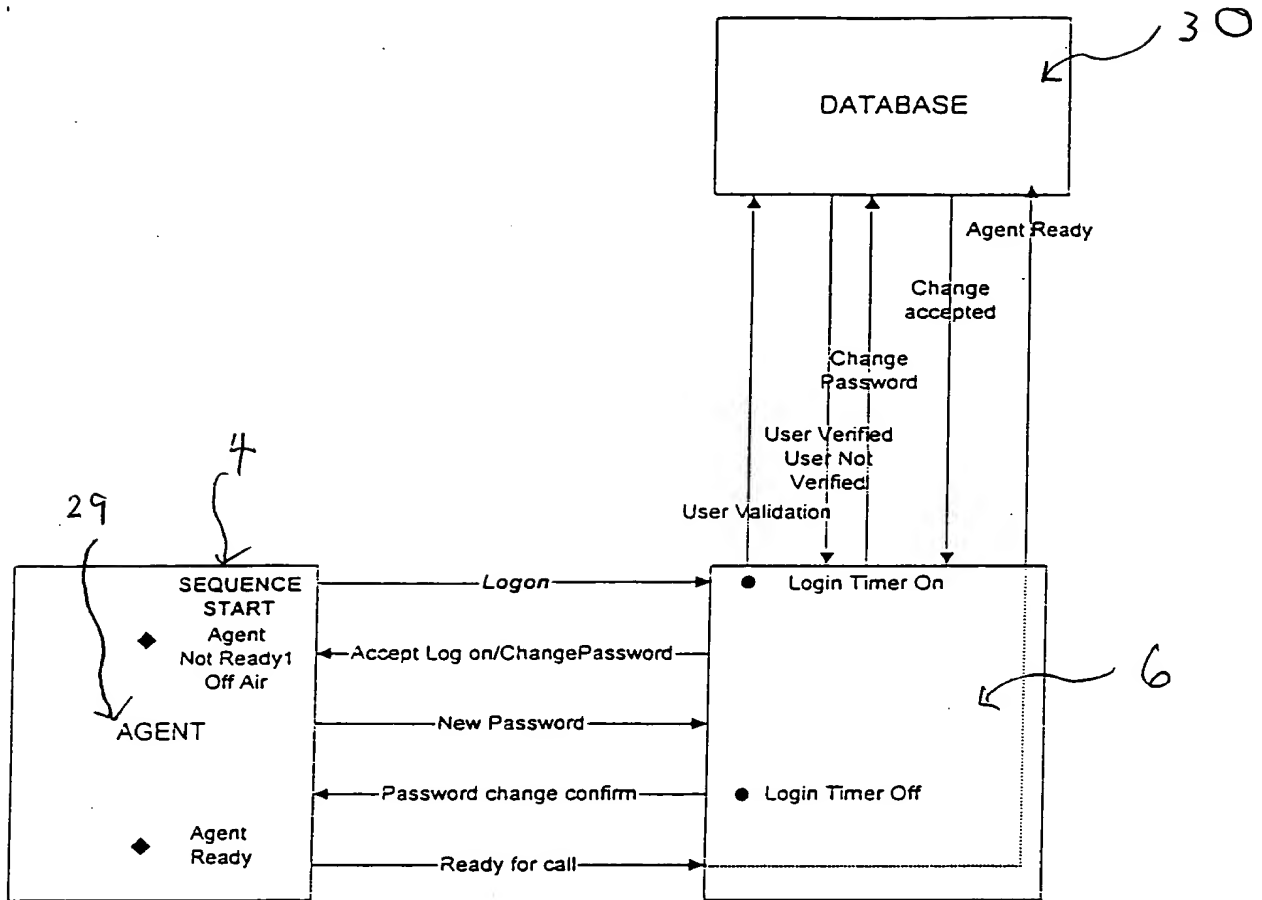 30
DATABASE
Agent Ready
Change
accepted
Change
Password
User Verified
User Not
Verified
User Validation
4
29
SEQUENCE
START
Logon
Login Timer On
Agent
Not Ready1
Off Air
Accept Log on/ChangePassword
6
AGENT
New Password
Password change confirm
Login Timer Off
Agent
Ready
Ready for call